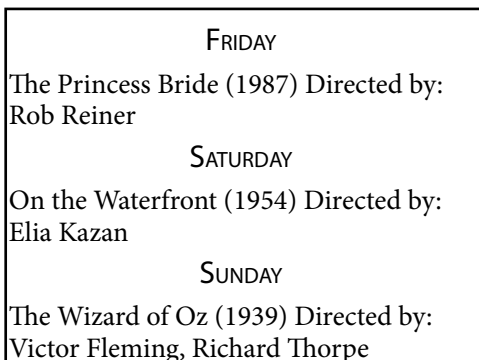 Friday
The Princess Bride (1987) Directed by:
Rob Reiner
Saturday
On the Waterfront (1954) Directed by:
Elia Kazan
Sunday
The Wizard of Oz (1939) Directed by:
Victor Fleming, Richard Thorpe